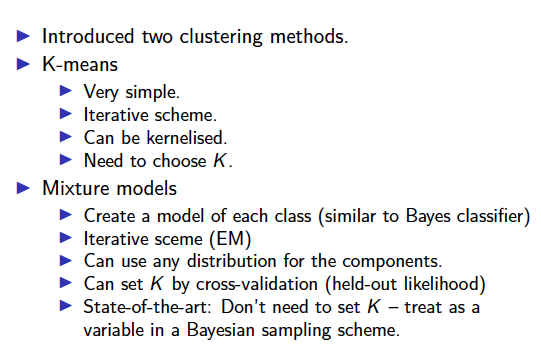 Introduced two clustering methods.
K-means
Very simple.
Iterative scheme.
Can be kernelised.
Need to choose K.
Mixture models
Create a model of each class (similar to Bayes classifier)
Iterative sceme (EM)
Can use any distribution for the components.
Can set K by cross-validation (held-out likelihood)
State-of-the-art: Don't need to set K – treat as a
variable in a Bayesian sampling scheme.